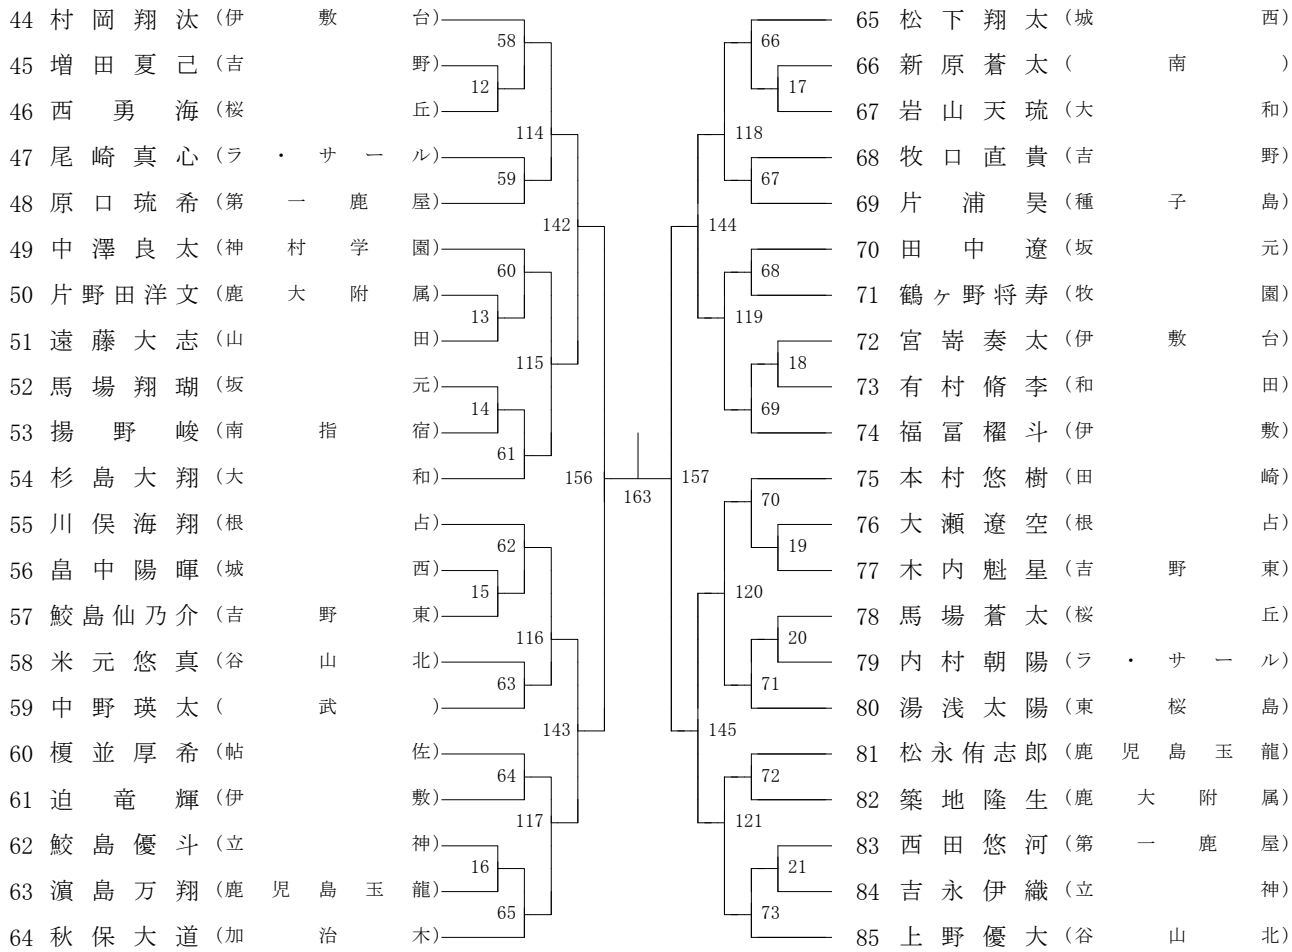 44 村岡翔汰 (伊敷台)
45 増田夏己 (吉野)
46 西勇海 (桜丘)
47 尾崎真心 (ラ・サール)
48 原口琉希 (第一鹿屋)
49 中澤良太 (神村学園)
50 片野田洋文 (鹿大附属)
51 遠藤大志 (山田)
52 馬場翔瑚 (坂元)
53 揚野峻 (南指宿)
54 杉島大翔 (大和)
55 川俣海翔 (根占)
56 畠中陽暉 (城西)
57 鮫島仙乃介 (吉野東)
58 米元悠真 (谷山北)
59 中野瑛太 (武)
60 榎並厚希 (帖佐)
61 迫竜輝 (伊敷)
62 鮫島優斗 (立神)
63 濵島万翔 (鹿児島玉龍)
64 秋保大道 (加治木)
58
12
114
59
142
60
13
115
14
61
156
62
15
116
63
143
64
117
16
65
163
66
17
118
67
144
68
119
18
69
157
70
19
120
20
71
145
72
121
21
73
65 松下翔太 (城西)
66 新原蒼太 (南)
67 岩山天琉 (大和)
68 牧口直貴 (吉野)
69 片浦昊 (種子島)
70 田中遼 (坂元)
71 鶴ヶ野将寿 (牧園)
72 宮嵜奏太 (伊敷台)
73 有村脩李 (和田)
74 福冨櫂斗 (伊敷)
75 本村悠樹 (田崎)
76 大瀬遼空 (根占)
77 木内魁星 (吉野東)
78 馬場蒼太 (桜丘)
79 内村朝陽 (ラ・サール)
80 湯浅太陽 (東桜島)
81 松永侑志郎 (鹿児島玉龍)
82 築地隆生 (鹿大附属)
83 西田悠河 (第一鹿屋)
84 吉永伊織 (立神)
85 上野優大 (谷山北)